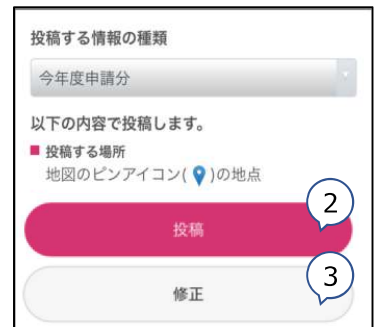 投稿する情報の種類
今年度申請分
以下の内容で投稿します。
■ 投稿する場所
地図のピンアイコン( )の地点
2
投稿
3
修正